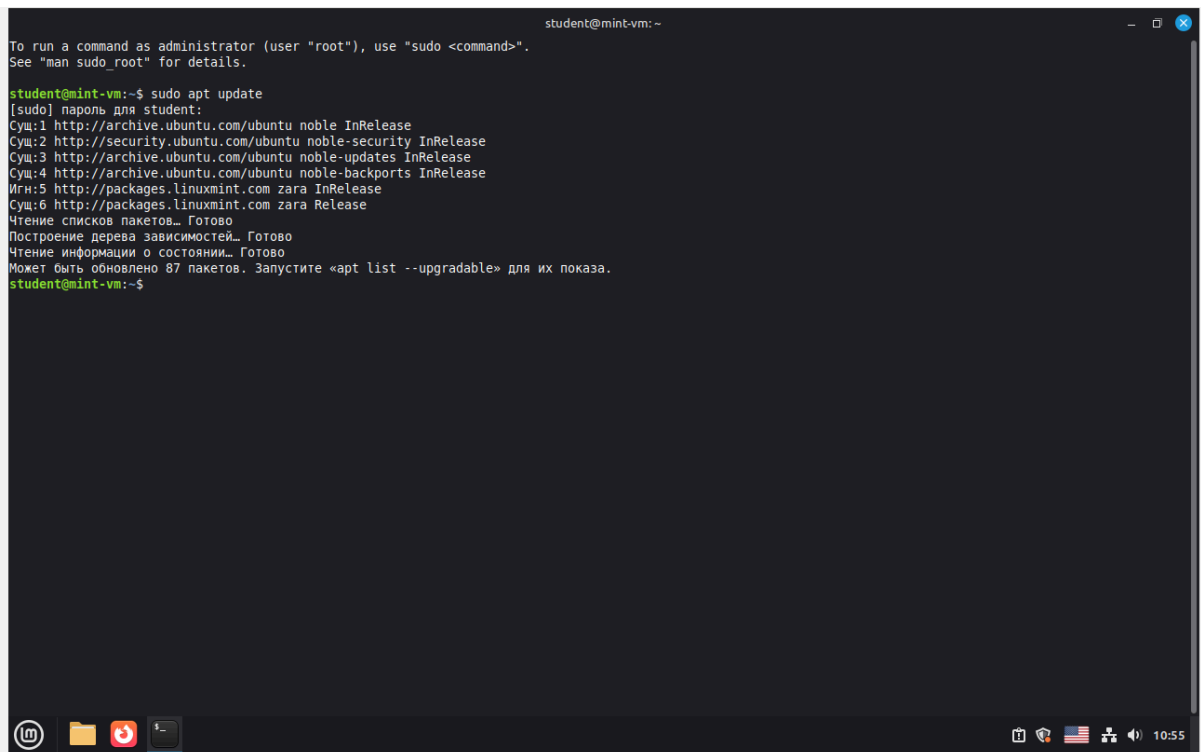 student@mint-vm: ~
To run a command as administrator (user "root"), use "sudo <command>".
See "man sudo_root" for details.
student@mint-vm:~$ sudo apt update
[sudo] пароль для student:
Сущ:1 http://archive.ubuntu.com/ubuntu noble InRelease
Сущ:2 http://security.ubuntu.com/ubuntu noble-security InRelease
Сущ:3 http://archive.ubuntu.com/ubuntu noble-updates InRelease
Сущ:4 http://archive.ubuntu.com/ubuntu noble-backports InRelease
Игн:5 http://packages.linuxmint.com zara InRelease
Сущ:6 http://packages.linuxmint.com zara Release
Чтение списков пакетов… Готово
Построение дерева зависимостей… Готово
Чтение информации о состоянии… Готово
Может быть обновлено 87 пакетов. Запустите «apt list --upgradable» для их показа.
student@mint-vm:~$
$_
10:55